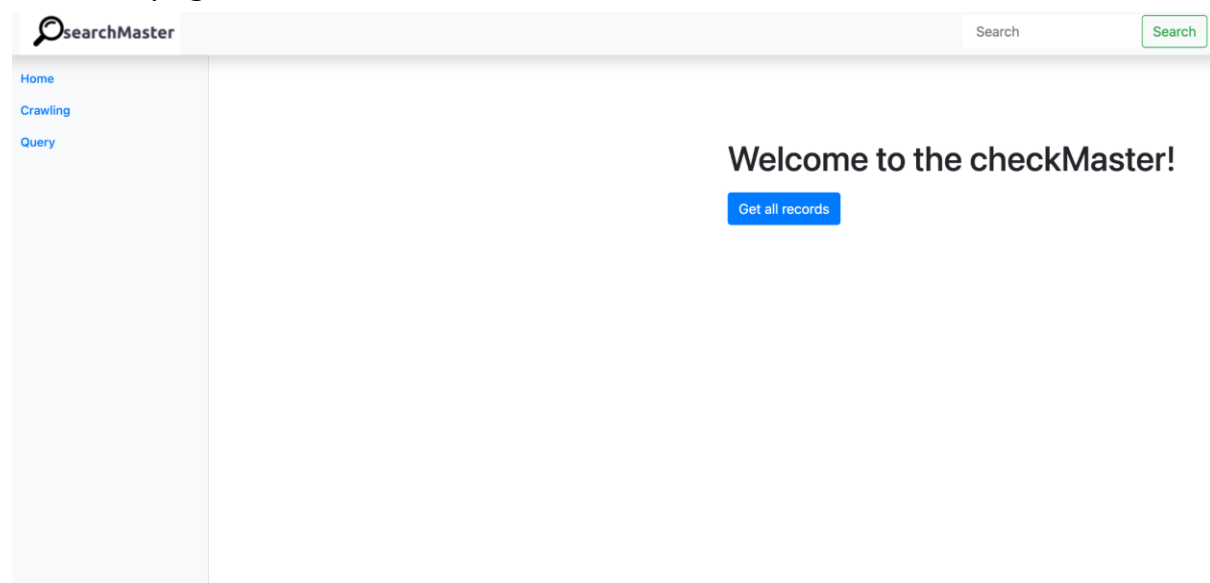 searchMaster
Search Search
Home
Crawling
Query
Welcome to the checkMaster!
Get all records